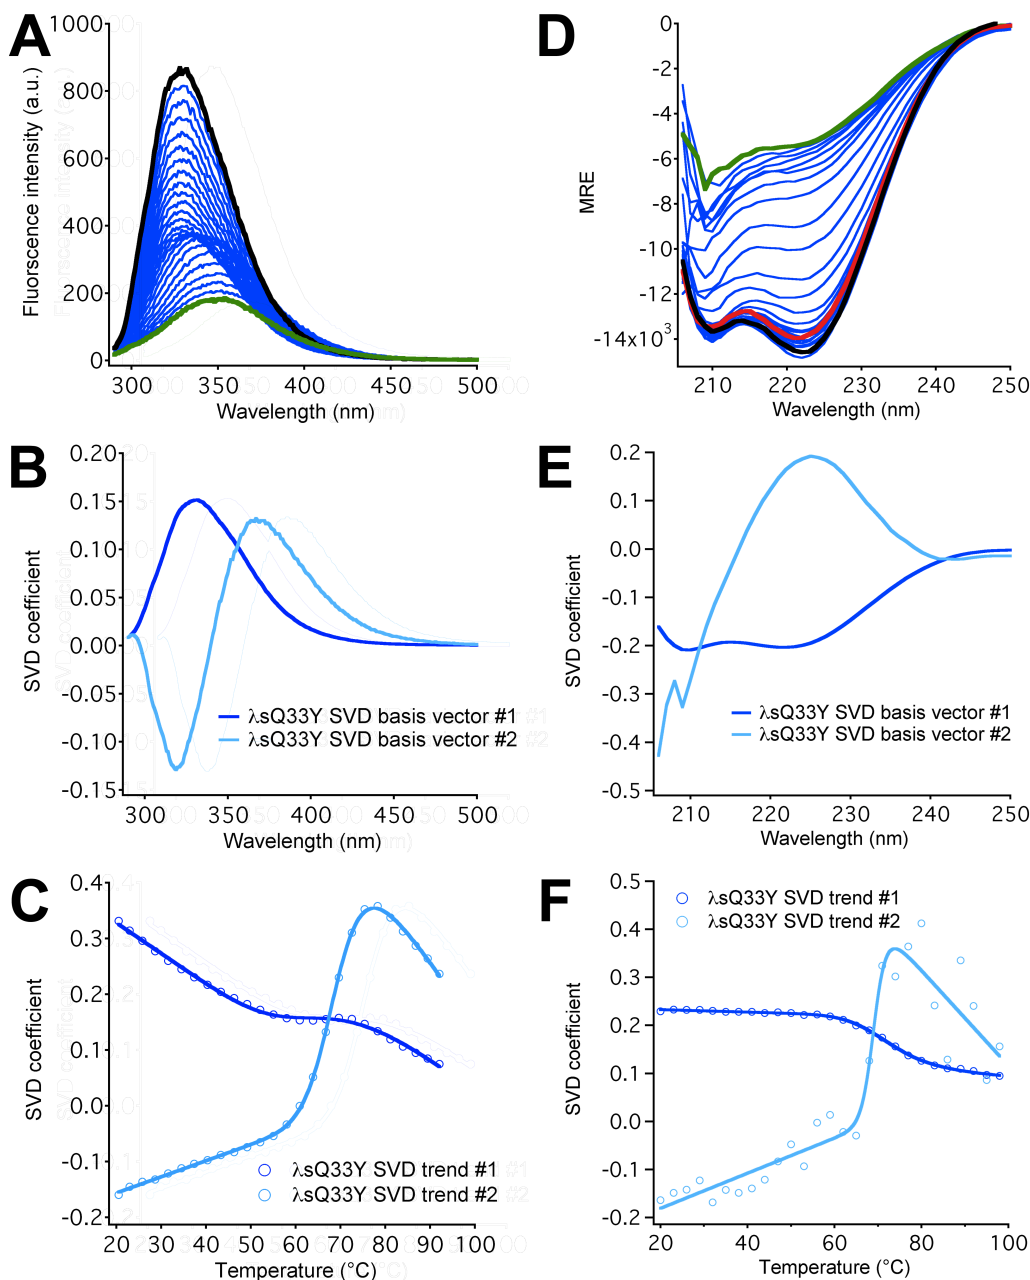 A
Fluorscence intensity (a.u.)
1000
800
600
400
200
0
300
350
400
450
500
Wavelength (nm)
D
MRE
0
-2
-4
-6
-8
-10
-12
-14x10³
210
220
230
240
250
Wavelength (nm)
B
SVD coefficient
0.20
0.15
0.10
0.05
0.00
-0.05
-0.10
-0.15
λsQ33Y SVD basis vector #1
λsQ33Y SVD basis vector #2
300
350
400
450
500
Wavelength (nm)
E
SVD coefficient
0.2
0.1
0.0
-0.1
-0.2
-0.3
-0.4
-0.5
λsQ33Y SVD basis vector #1
λsQ33Y SVD basis vector #2
210
220
230
240
250
Wavelength (nm)
C
SVD coefficient
0.4
0.3
0.2
0.1
0.0
-0.1
-0.2
λsQ33Y SVD trend #1
λsQ33Y SVD trend #2
20
30
40
50
60
70
80
90
100
Temperature (°C)
F
SVD coefficient
0.5
0.4
0.3
0.2
0.1
0.0
-0.1
-0.2
λsQ33Y SVD trend #1
λsQ33Y SVD trend #2
20
40
60
80
100
Temperature (°C)